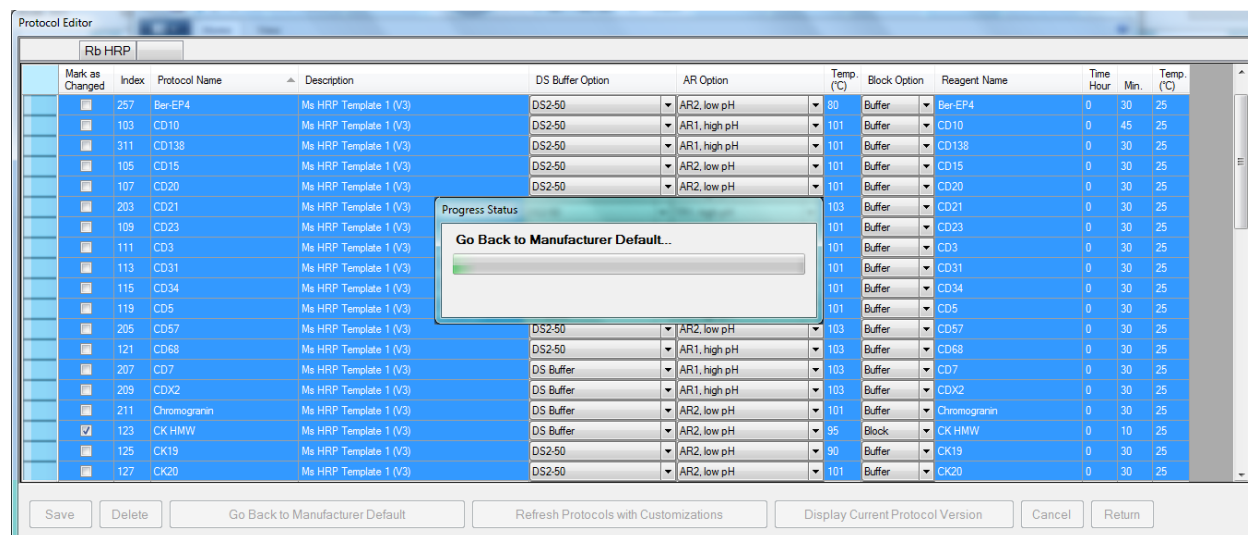 Protocol Editor
Rb HRP
Mark as Changed Index Protocol Name Description DS Buffer Option AR Option Temp. (°C) Block Option Reagent Name Time Hour Min. Temp. (°C)
257 Ber-EP4 Ms HRP Template 1 (V3) DS2-50 AR2, low pH 80 Buffer Ber-EP4 0 30 25
103 CD10 Ms HRP Template 1 (V3) DS2-50 AR1, high pH 101 Buffer CD10 0 45 25
311 CD138 Ms HRP Template 1 (V3) DS2-50 AR1, high pH 101 Buffer CD138 0 30 25
105 CD15 Ms HRP Template 1 (V3) DS2-50 AR2, low pH 101 Buffer CD15 0 30 25
107 CD20 Ms HRP Template 1 (V3) DS2-50 AR2, low pH 101 Buffer CD20 0 30 25
203 CD21 Ms HRP Template 1 (V3) 103 Buffer CD21 0 30 25
109 CD23 Ms HRP Template 1 (V3) 101 Buffer CD23 0 30 25
111 CD3 Ms HRP Template 1 (V3) 101 Buffer CD3 0 30 25
113 CD31 Ms HRP Template 1 (V3) 101 Buffer CD31 0 30 25
115 CD34 Ms HRP Template 1 (V3) 101 Buffer CD34 0 30 25
119 CD5 Ms HRP Template 1 (V3) 101 Buffer CD5 0 30 25
205 CD57 Ms HRP Template 1 (V3) DS2-50 AR2, low pH 103 Buffer CD57 0 30 25
121 CD68 Ms HRP Template 1 (V3) DS2-50 AR1, high pH 103 Buffer CD68 0 30 25
207 CD7 Ms HRP Template 1 (V3) DS Buffer AR1, high pH 103 Buffer CD7 0 30 25
209 CDX2 Ms HRP Template 1 (V3) DS Buffer AR1, high pH 103 Buffer CDX2 0 30 25
211 Chromogranin Ms HRP Template 1 (V3) DS Buffer AR2, low pH 101 Buffer Chromogranin 0 30 25
123 CK HMW Ms HRP Template 1 (V3) DS Buffer AR2, low pH 95 Block CK HMW 0 10 25
125 CK19 Ms HRP Template 1 (V3) DS2-50 AR2, low pH 90 Buffer CK19 0 30 25
127 CK20 Ms HRP Template 1 (V3) DS2-50 AR2, low pH 101 Buffer CK20 0 30 25
Progress Status
Go Back to Manufacturer Default...
Save Delete Go Back to Manufacturer Default Refresh Protocols with Customizations Display Current Protocol Version Cancel Return